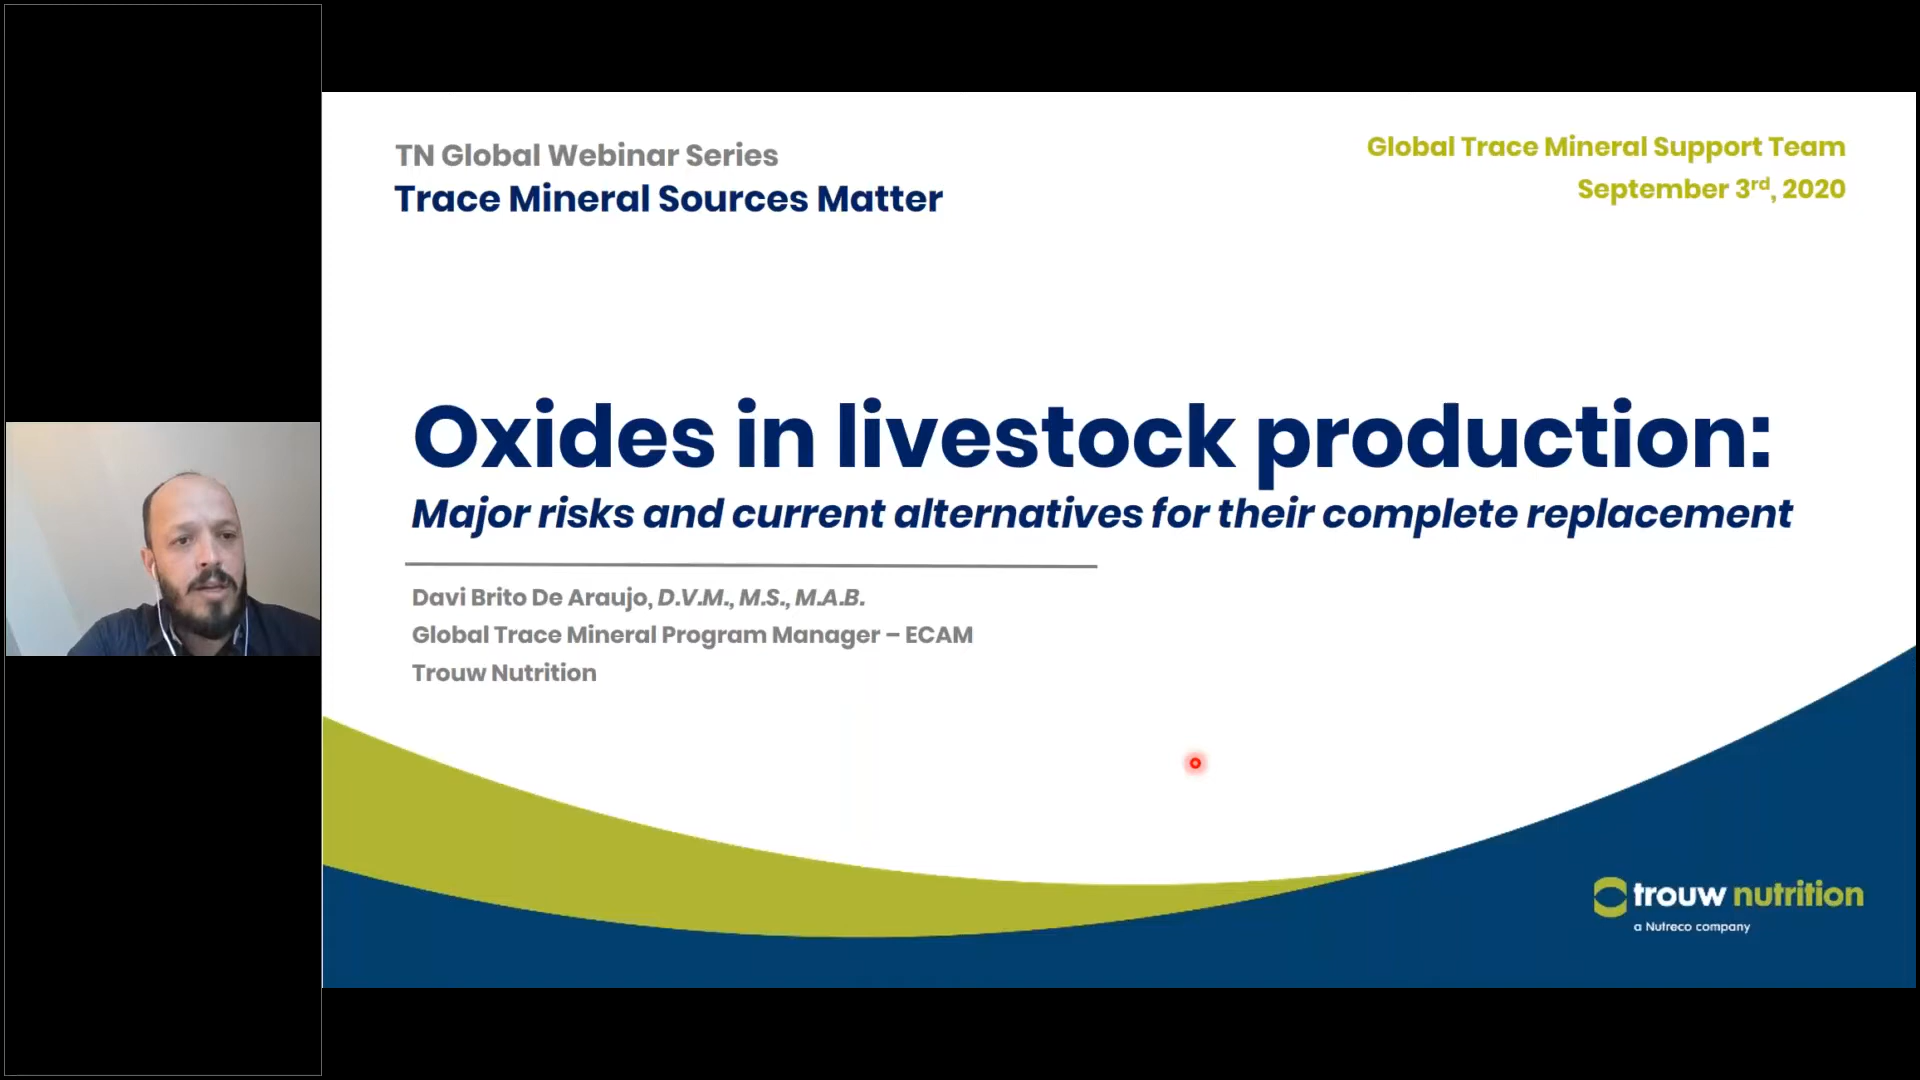 TN Global Webinar Series
Trace Mineral Sources Matter
Global Trace Mineral Support Team
September 3rd, 2020
Oxides in livestock production:
Major risks and current alternatives for their complete replacement
Davi Brito De Araujo, D.V.M., M.S., M.A.B.
Global Trace Mineral Program Manager – ECAM
Trouw Nutrition
trouw nutrition
a Nutreco company